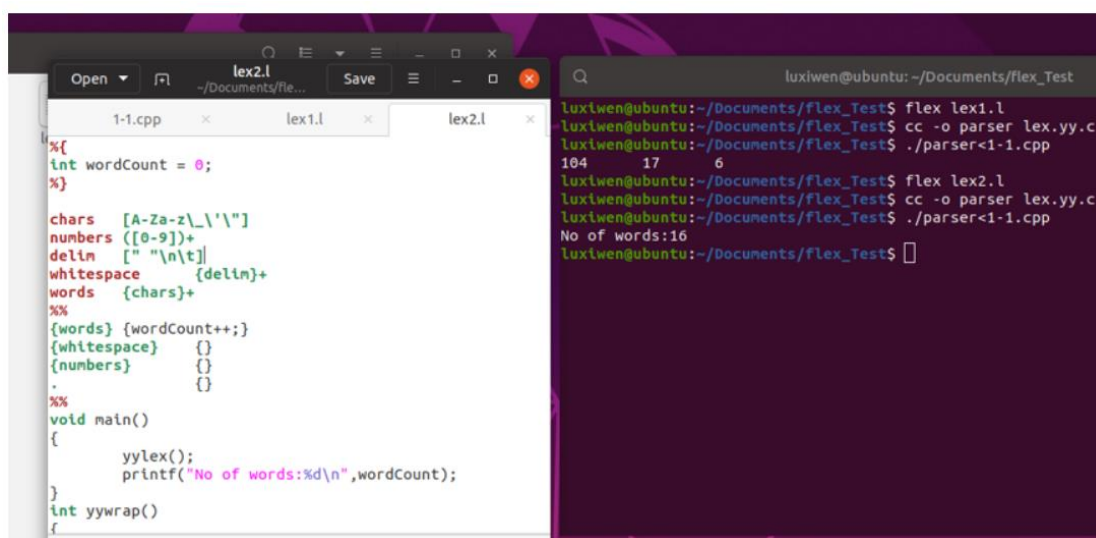 Open
lex2.l
~/Documents/fle...
Save
1-1.cpp
lex1.l
lex2.l
%{
int wordCount = 0;
%}
chars [A-Za-z\_\'\"]
numbers ([0-9])+
delim [" "\n\t]
whitespace {delim}+
words {chars}+
%%
{words} {wordCount++;}
{whitespace} {}
{numbers} {}
. {}
%%
void main()
{
yylex();
printf("No of words:%d\n",wordCount);
}
int yywrap()
{
luxiwen@ubuntu: ~/Documents/flex_Test
luxiwen@ubuntu:~/Documents/flex_Test$ flex lex1.l
luxiwen@ubuntu:~/Documents/flex_Test$ cc -o parser lex.yy.c
luxiwen@ubuntu:~/Documents/flex_Test$ ./parser<1-1.cpp
104 17 6
luxiwen@ubuntu:~/Documents/flex_Test$ flex lex2.l
luxiwen@ubuntu:~/Documents/flex_Test$ cc -o parser lex.yy.c
luxiwen@ubuntu:~/Documents/flex_Test$ ./parser<1-1.cpp
No of words:16
luxiwen@ubuntu:~/Documents/flex_Test$